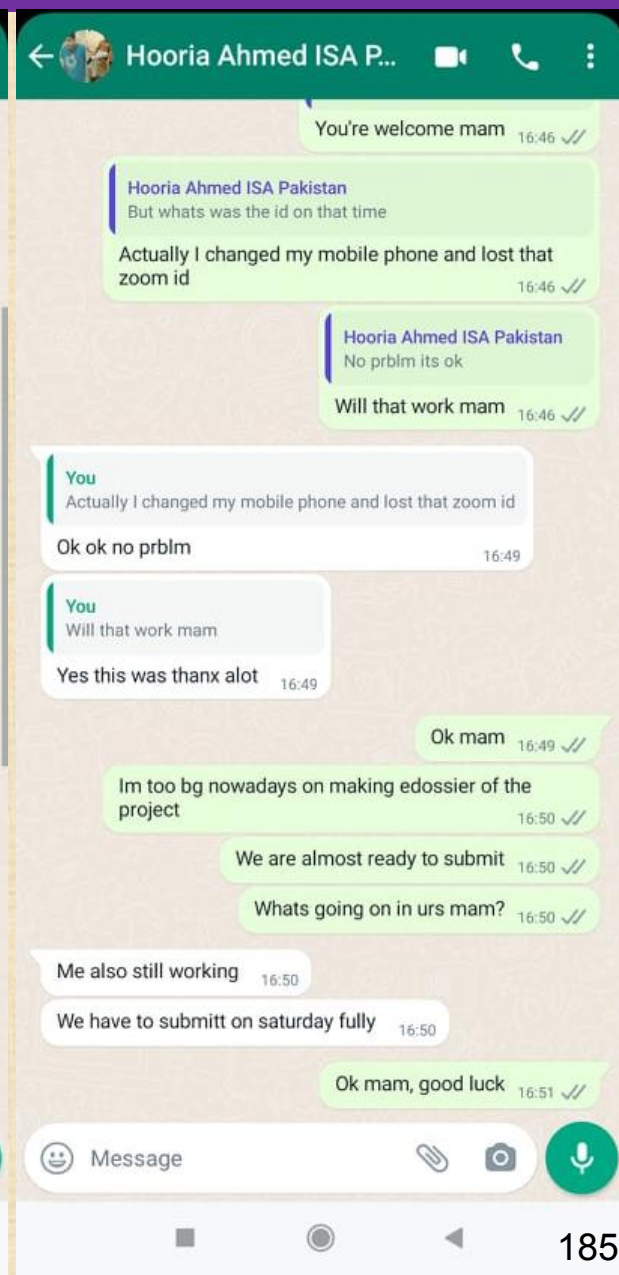 Hooria Ahmed ISA P...
You're welcome mam 16:46
Hooria Ahmed ISA Pakistan
But whats was the id on that time
Actually I changed my mobile phone and lost that
zoom id 16:46
Hooria Ahmed ISA Pakistan
No prblm its ok
Will that work mam 16:46
You
Actually I changed my mobile phone and lost that zoom id
Ok ok no prblm 16:49
You
Will that work mam
Yes this was thanx alot 16:49
Ok mam 16:49
Im too bg nowadays on making edossier of the
project 16:50
We are almost ready to submit 16:50
Whats going on in urs mam? 16:50
Me also still working 16:50
We have to submitt on saturday fully 16:50
Ok mam, good luck 16:51
Message
185